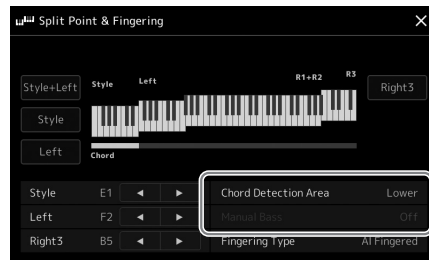 Split Point & Fingering
Style+Left
Style
Left
R1+R2
R3
Right3
Style
Left
Chord
Style E1 Chord Detection Area Lower
Left F2 Manual Bass Off
Right3 B5 Fingering Type AI Fingered